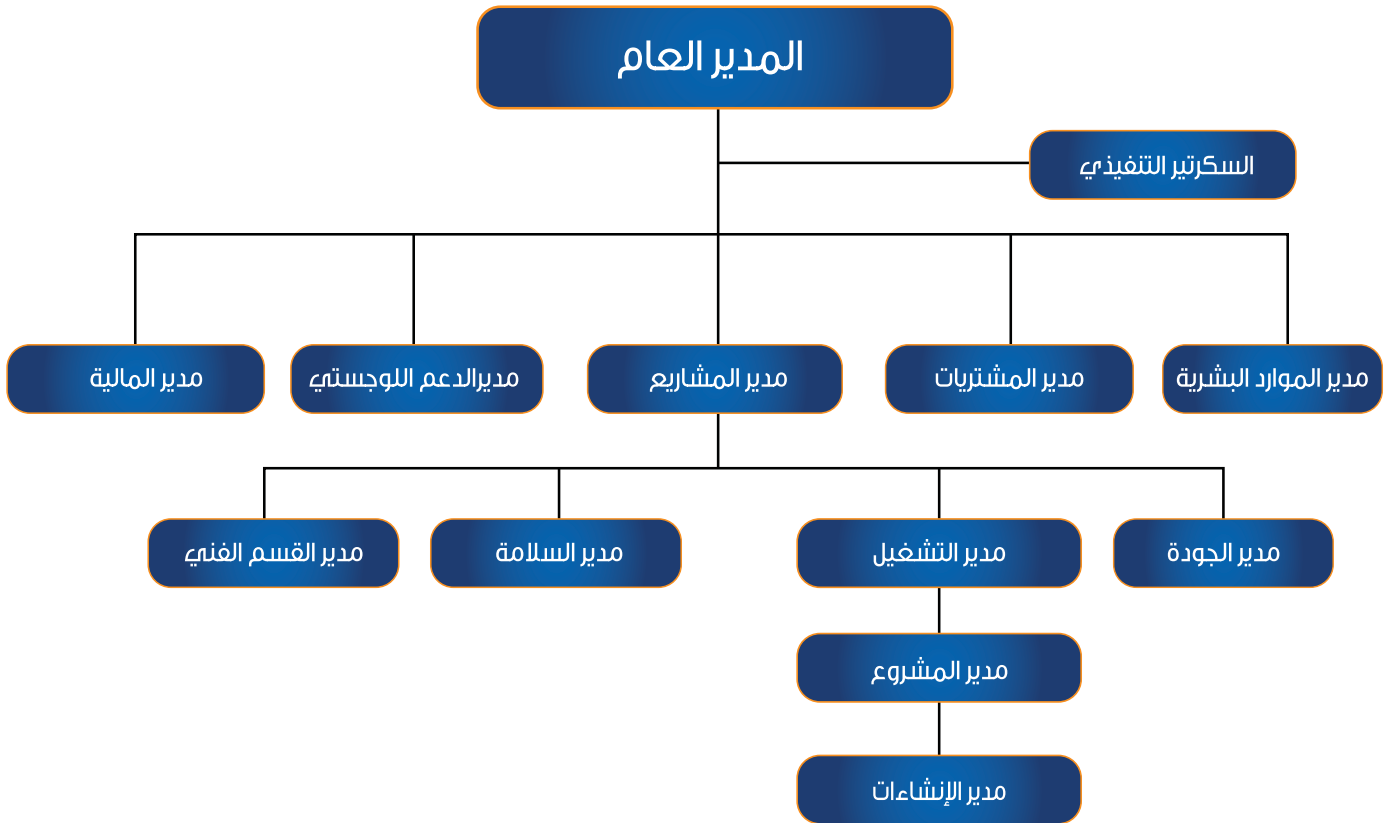 المدير العام
السكرتير التنفيذي
مدير الموارد البشرية
مدير المشتريات
مدير المشاريع
مديرالدعم اللوجستي
مدير المالية
مدير الجودة
مدير التشغيل
مدير السلامة
مدير القسم الفني
مدير المشروع
مدير الإنشاءات